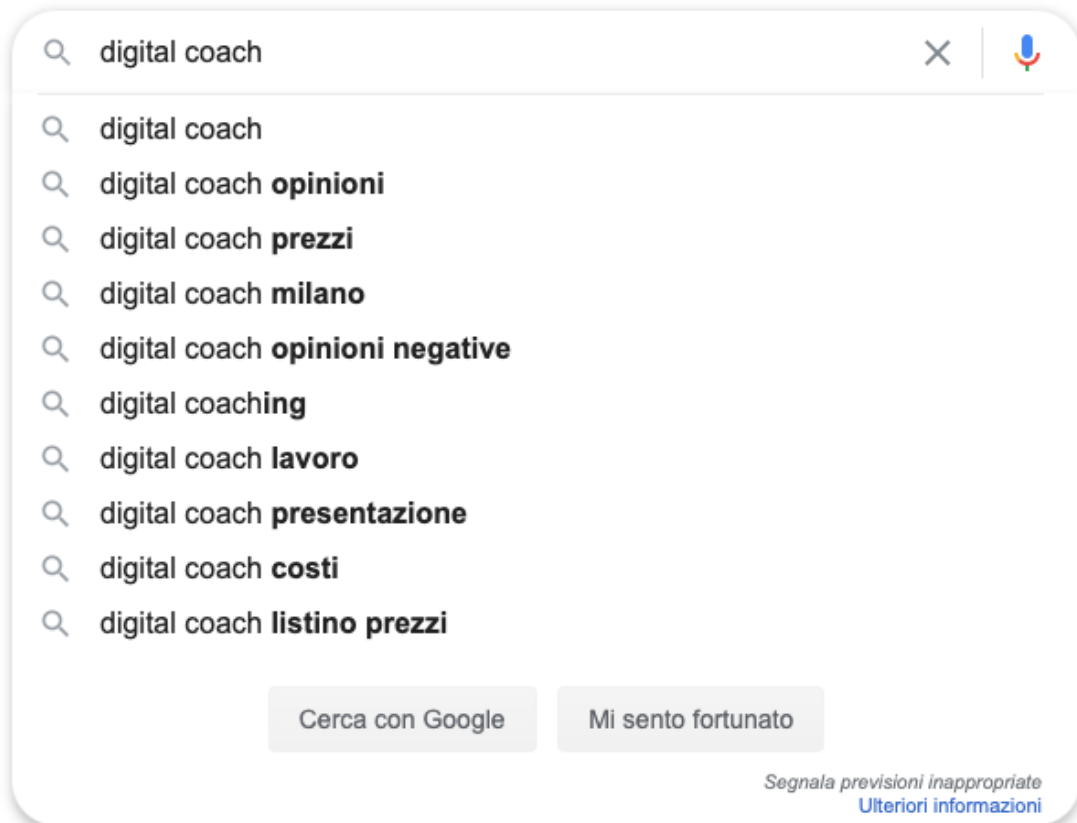 digital coach
digital coach
digital coach opinioni
digital coach prezzi
digital coach milano
digital coach opinioni negative
digital coaching
digital coach lavoro
digital coach presentazione
digital coach costi
digital coach listino prezzi
Cerca con Google Mi sento fortunato
Segnala previsioni inappropriate
Ulteriori informazioni